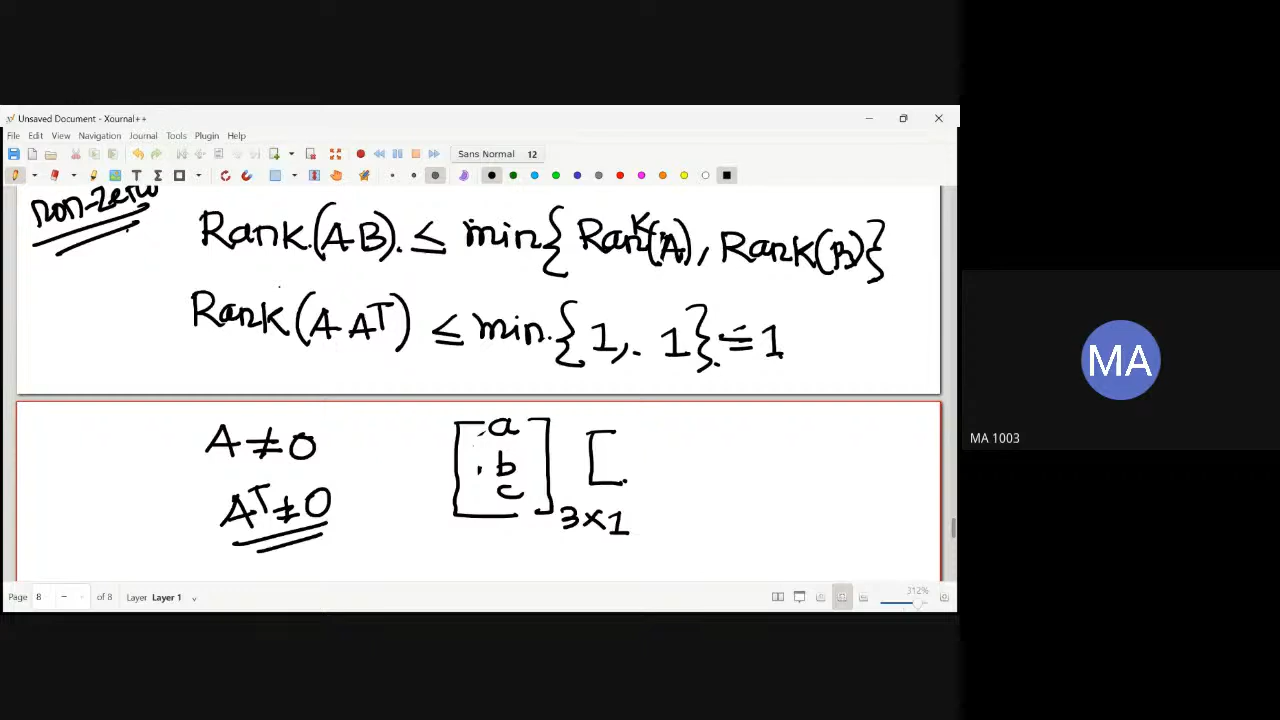 Unsaved Document - Xournal++
File Edit View Navigation Journal Tools Plugin Help
Sans Normal 12
non-zero
Rank(AB) ≤ min{Rank(A), Rank(B)}
Rank(AAᵀ) ≤ min{1, 1} = 1
A ≠ 0
Aᵀ ≠ 0
[a
b
c]3×1 [
Page 8 of 8 Layer Layer 1
312%
MA
MA 1003